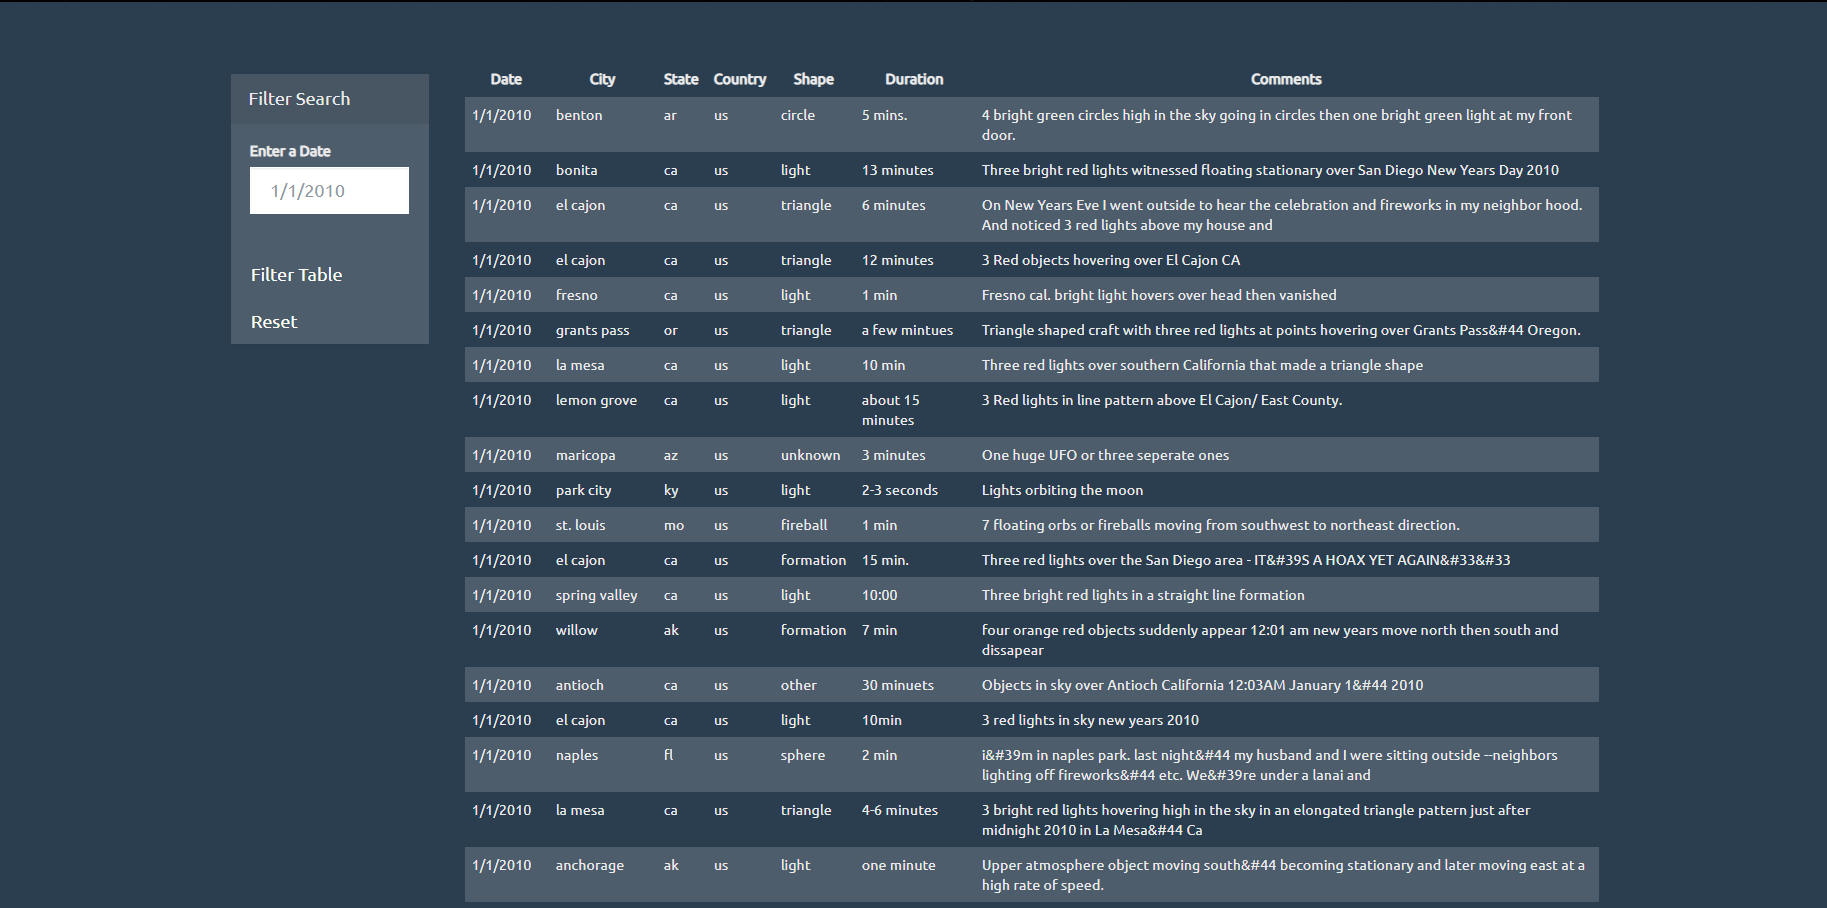 Filter Search
Enter a Date
1/1/2010
Filter Table
Reset
Date City State Country Shape Duration Comments
1/1/2010 benton ar us circle 5 mins. 4 bright green circles high in the sky going in circles then one bright green light at my front
door.
1/1/2010 bonita ca us light 13 minutes Three bright red lights witnessed floating stationary over San Diego New Years Day 2010
1/1/2010 el cajon ca us triangle 6 minutes On New Years Eve I went outside to hear the celebration and fireworks in my neighbor hood.
And noticed 3 red lights above my house and
1/1/2010 el cajon ca us triangle 12 minutes 3 Red objects hovering over El Cajon CA
1/1/2010 fresno ca us light 1 min Fresno cal. bright light hovers over head then vanished
1/1/2010 grants pass or us triangle a few mintues Triangle shaped craft with three red lights at points hovering over Grants Pass&#44 Oregon.
1/1/2010 la mesa ca us light 10 min Three red lights over southern California that made a triangle shape
1/1/2010 lemon grove ca us light about 15 3 Red lights in line pattern above El Cajon/ East County.
minutes
1/1/2010 maricopa az us unknown 3 minutes One huge UFO or three seperate ones
1/1/2010 park city ky us light 2-3 seconds Lights orbiting the moon
1/1/2010 st. louis mo us fireball 1 min 7 floating orbs or fireballs moving from southwest to northeast direction.
1/1/2010 el cajon ca us formation 15 min. Three red lights over the San Diego area - IT&#39S A HOAX YET AGAIN&#33&#33
1/1/2010 spring valley ca us light 10:00 Three bright red lights in a straight line formation
1/1/2010 willow ak us formation 7 min four orange red objects suddenly appear 12:01 am new years move north then south and
dissapear
1/1/2010 antioch ca us other 30 minuets Objects in sky over Antioch California 12:03AM January 1&#44 2010
1/1/2010 el cajon ca us light 10min 3 red lights in sky new years 2010
1/1/2010 naples fl us sphere 2 min i&#39m in naples park. last night&#44 my husband and I were sitting outside --neighbors
lighting off fireworks&#44 etc. We&#39re under a lanai and
1/1/2010 la mesa ca us triangle 4-6 minutes 3 bright red lights hovering high in the sky in an elongated triangle pattern just after
midnight 2010 in La Mesa&#44 Ca
1/1/2010 anchorage ak us light one minute Upper atmosphere object moving south&#44 becoming stationary and later moving east at a
high rate of speed.